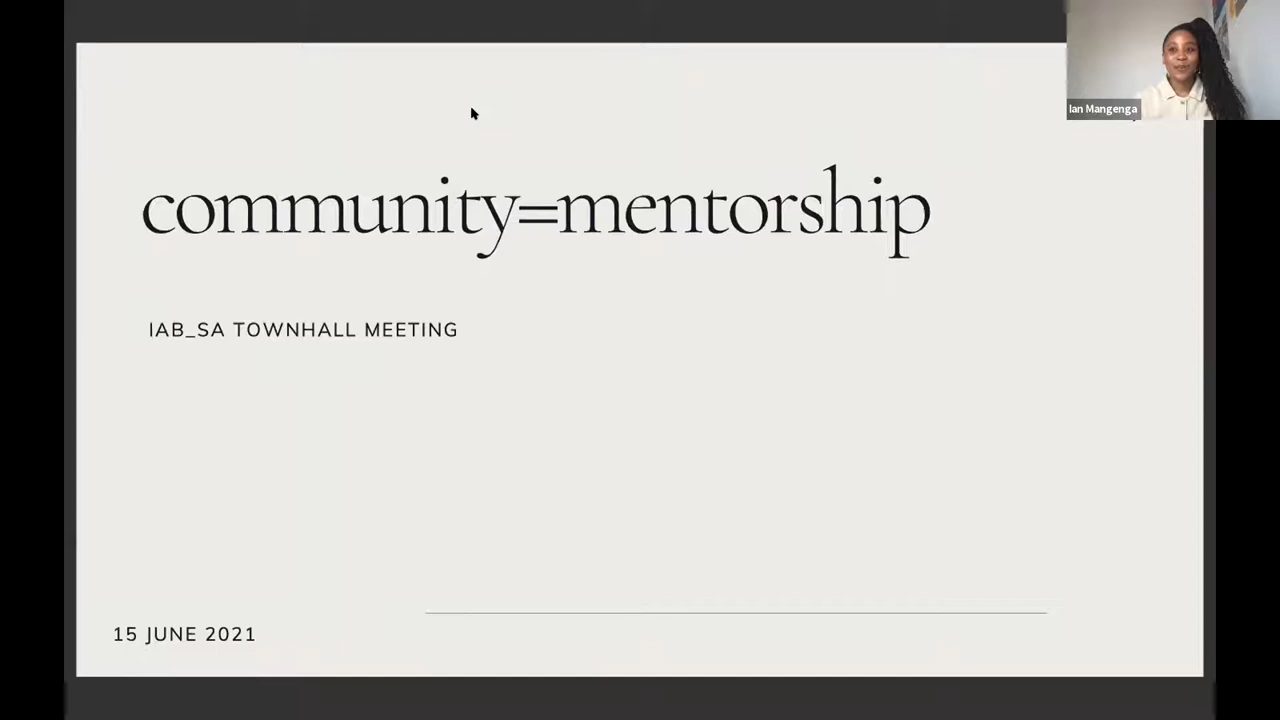 Ian Mangenga
community=mentorship
IAB_SA TOWNHALL MEETING
15 JUNE 2021